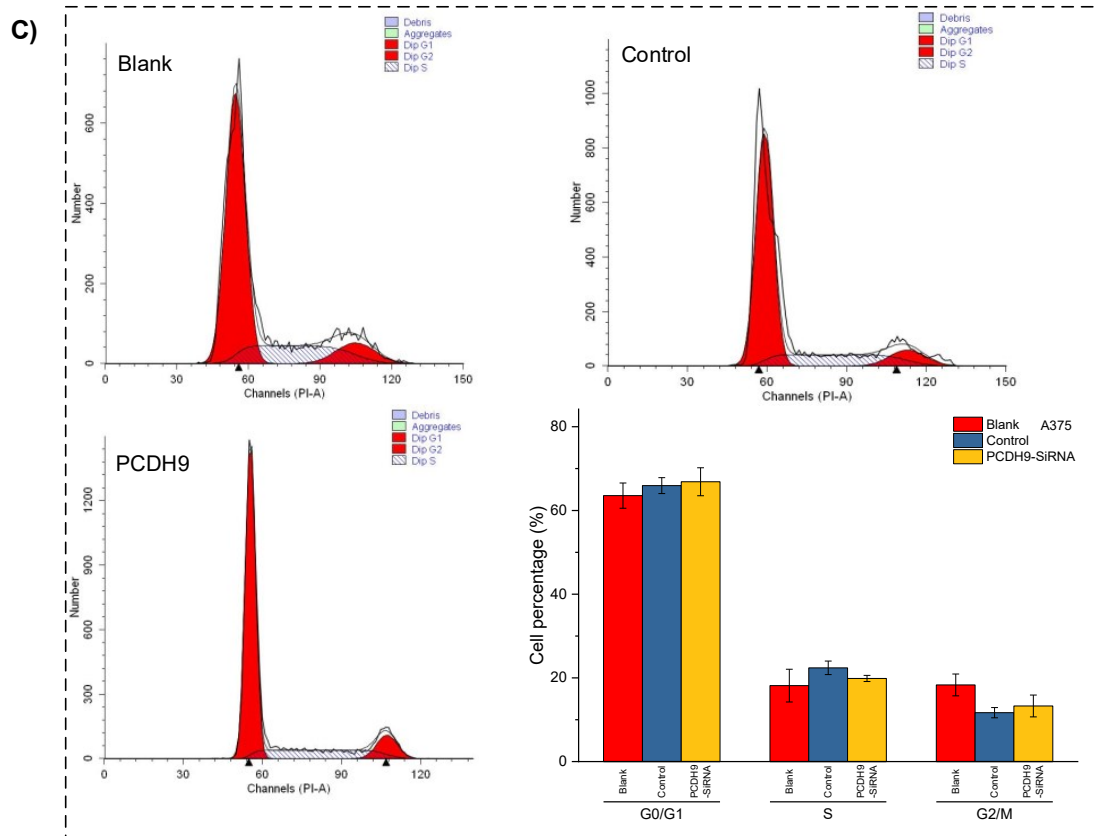 C)
Blank
Debris
Aggregates
Dip G1
Dip G2
Dip S
Number
0
200
400
600
0
30
60
90
120
150
Channels (PI-A)
Control
Debris
Aggregates
Dip G1
Dip G2
Dip S
Number
0
200
400
600
800
1000
0
30
60
90
120
150
Channels (PI-A)
PCDH9
Debris
Aggregates
Dip G1
Dip G2
Dip S
Number
0
300
600
900
1200
0
30
60
90
120
Channels (PI-A)
Blank A375
Control
PCDH9-SiRNA
Cell percentage (%)
80
60
40
20
0
Blank
Control
PCDH9
-SiRNA
Blank
Control
PCDH9
-SiRNA
Blank
Control
PCDH9
-SiRNA
G0/G1
S
G2/M